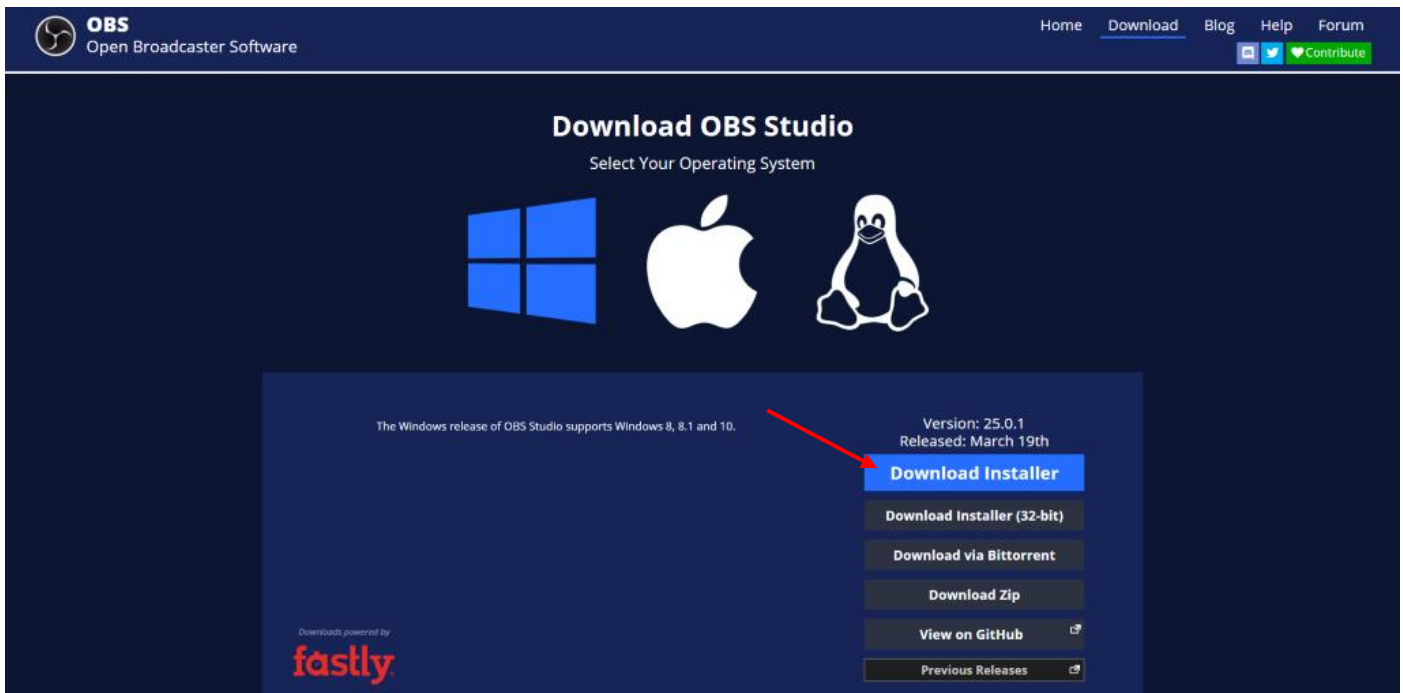 OBS
Open Broadcaster Software
Home Download Blog Help Forum
Contribute
Download OBS Studio
Select Your Operating System
The Windows release of OBS Studio supports Windows 8, 8.1 and 10.
Version: 25.0.1
Released: March 19th
Download Installer
Download Installer (32-bit)
Download via Bittorrent
Download Zip
View on GitHub
Previous Releases
Downloads powered by
fastly.